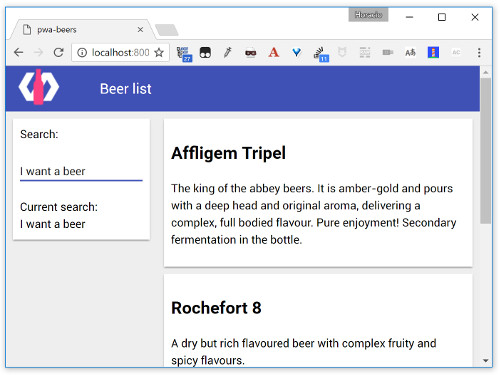 Horacio
pwa-beers
localhost:800
27
11
Beer list
Search:
I want a beer
Current search:
I want a beer
Affligem Tripel
The king of the abbey beers. It is amber-gold and pours
with a deep head and original aroma, delivering a
complex, full bodied flavour. Pure enjoyment! Secondary
fermentation in the bottle.
Rochefort 8
A dry but rich flavoured beer with complex fruity and
spicy flavours.